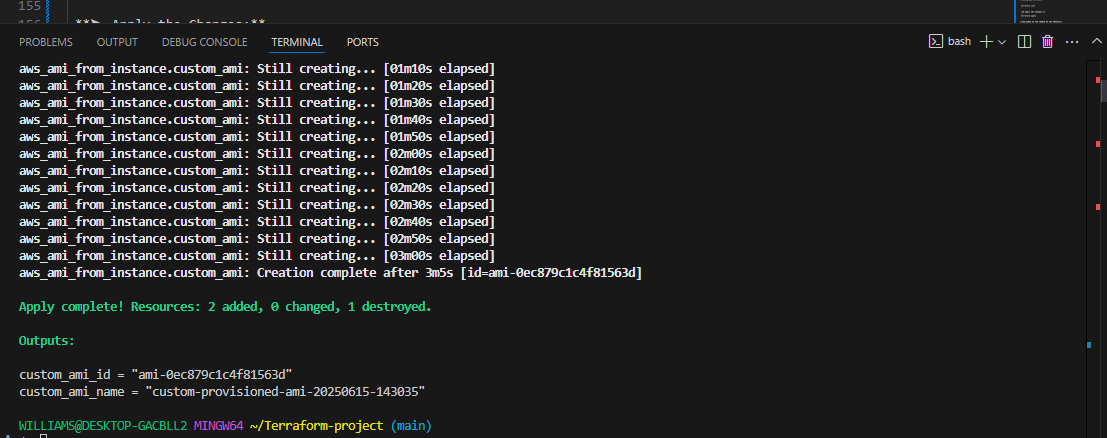 155
156 **➤ Apply the Changes:**
PROBLEMS OUTPUT DEBUG CONSOLE TERMINAL PORTS bash
aws_ami_from_instance.custom_ami: Still creating... [01m10s elapsed]
aws_ami_from_instance.custom_ami: Still creating... [01m20s elapsed]
aws_ami_from_instance.custom_ami: Still creating... [01m30s elapsed]
aws_ami_from_instance.custom_ami: Still creating... [01m40s elapsed]
aws_ami_from_instance.custom_ami: Still creating... [01m50s elapsed]
aws_ami_from_instance.custom_ami: Still creating... [02m00s elapsed]
aws_ami_from_instance.custom_ami: Still creating... [02m10s elapsed]
aws_ami_from_instance.custom_ami: Still creating... [02m20s elapsed]
aws_ami_from_instance.custom_ami: Still creating... [02m30s elapsed]
aws_ami_from_instance.custom_ami: Still creating... [02m40s elapsed]
aws_ami_from_instance.custom_ami: Still creating... [02m50s elapsed]
aws_ami_from_instance.custom_ami: Still creating... [03m00s elapsed]
aws_ami_from_instance.custom_ami: Creation complete after 3m5s [id=ami-0ec879c1c4f81563d]
Apply complete! Resources: 2 added, 0 changed, 1 destroyed.
Outputs:
custom_ami_id = "ami-0ec879c1c4f81563d"
custom_ami_name = "custom-provisioned-ami-20250615-143035"
WILLIAMS@DESKTOP-GACBLL2 MINGW64 ~/Terraform-project (main)